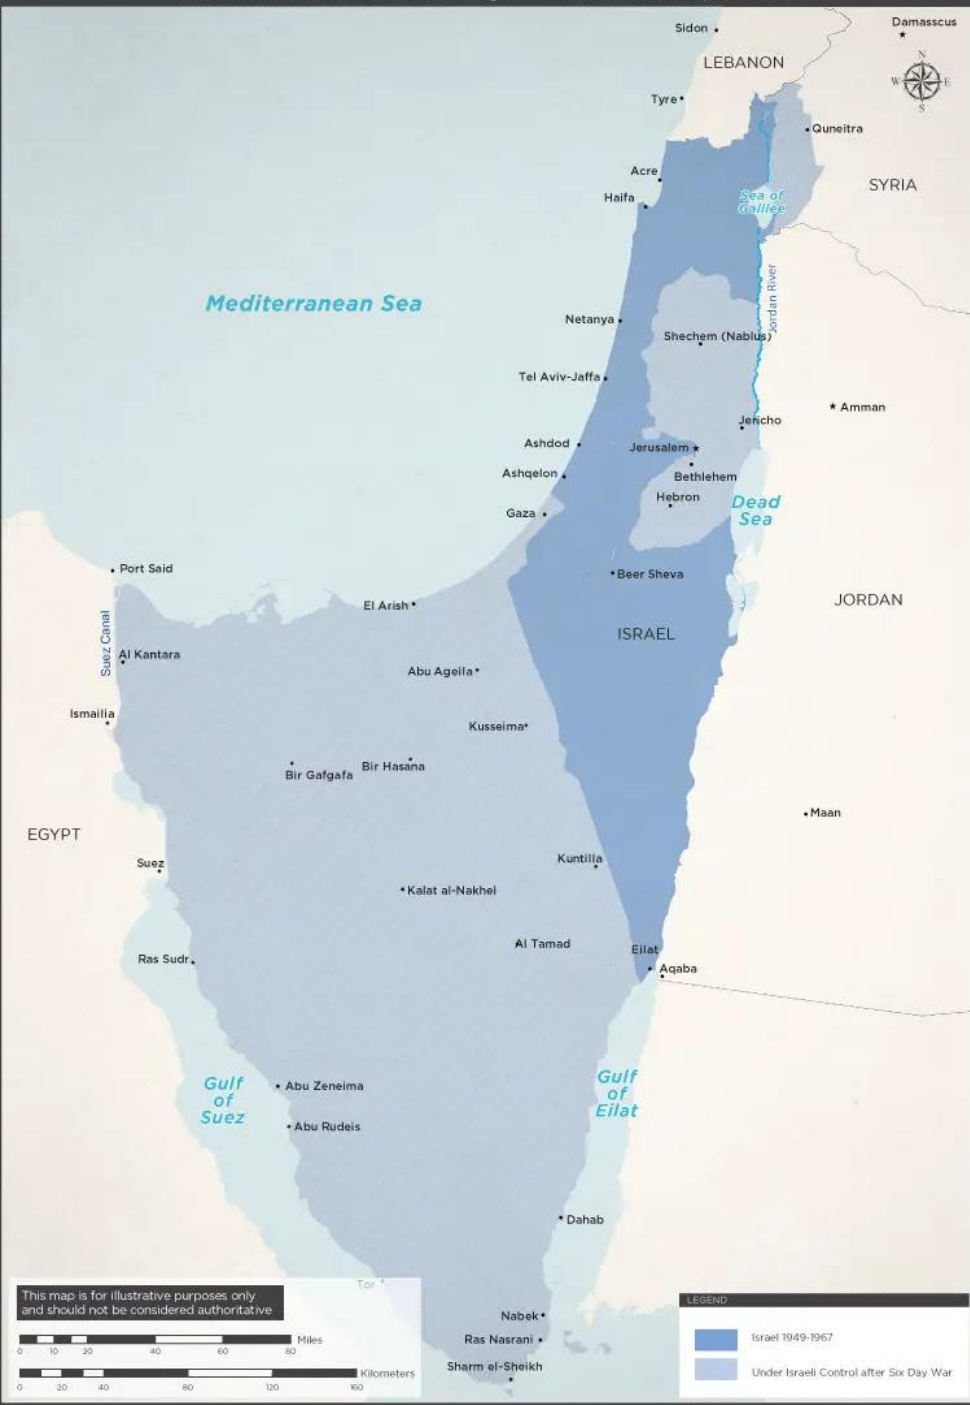 Sidon
Damasscus
LEBANON
N
W E
S
Tyre
Quneitra
Acre
SYRIA
Haifa
Sea of
Galilee
Jordan River
Mediterranean Sea
Netanya
Shechem (Nablus)
Tel Aviv-Jaffa
Amman
Jericho
Ashdod
Jerusalem
Ashqelon
Bethlehem
Hebron
Dead
Sea
Gaza
Port Said
Beer Sheva
El Arish
JORDAN
Suez Canal
ISRAEL
Al Kantara
Abu Ageila
Ismailia
Kusseima
Bir Gafgafa
Bir Hasana
Maan
EGYPT
Suez
Kuntilla
Kalat al-Nakhel
Al Tamad
Eilat
Ras Sudr
Aqaba
Gulf
of
Suez
Abu Zeneima
Gulf
of
Eilat
Abu Rudeis
Dahab
Tor
This map is for illustrative purposes only
and should not be considered authoritative
Miles
0 10 20 40 60 80
Kilometers
0 20 40 80 120 160
Nabek
Ras Nasrani
Sharm el-Sheikh
LEGEND
Israel 1949-1967
Under Israeli Control after Six Day War